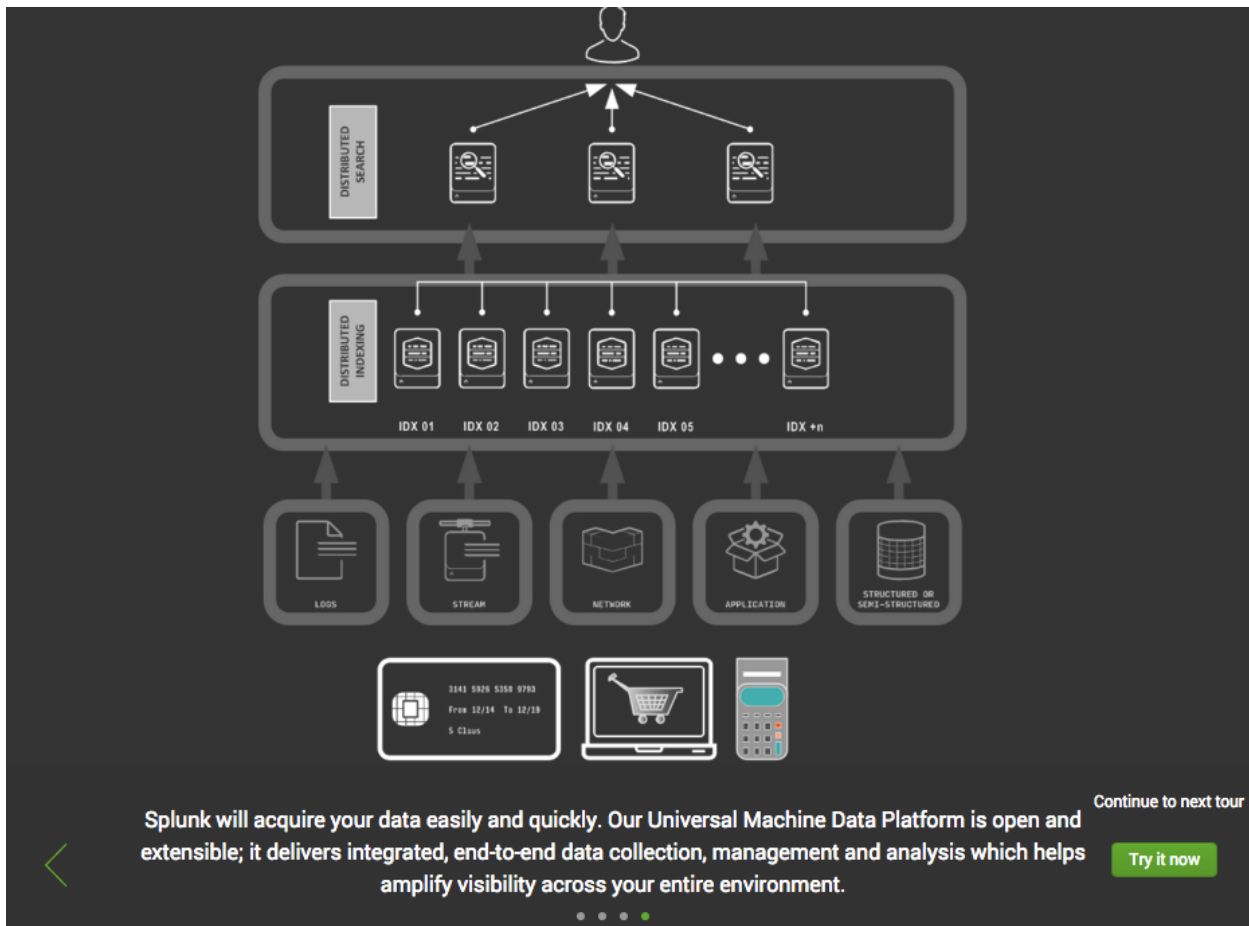 DISTRIBUTED
SEARCH
DISTRIBUTED
INDEXING
IDX 01 IDX 02 IDX 03 IDX 04 IDX 05 IDX +n
LOGS STREAM NETWORK APPLICATION STRUCTURED OR
SEMI-STRUCTURED
3141 5926 5358 9793
From 12/14 To 12/19
S Claus
Splunk will acquire your data easily and quickly. Our Universal Machine Data Platform is open and
extensible; it delivers integrated, end-to-end data collection, management and analysis which helps
amplify visibility across your entire environment.
Continue to next tour
Try it now